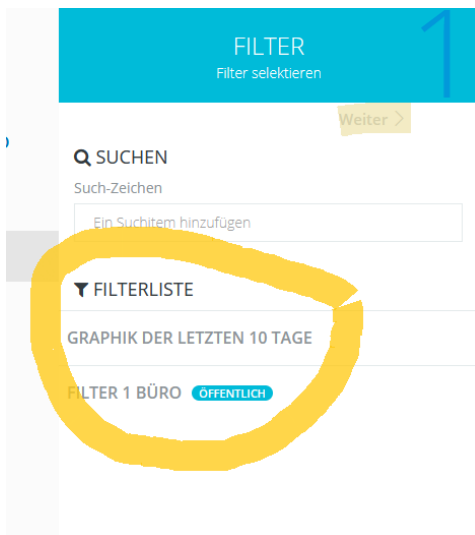 FILTER
Filter selektieren
1
Weiter >
SUCHEN
Such-Zeichen
Ein Suchitem hinzufügen
FILTERLISTE
GRAPHIK DER LETZTEN 10 TAGE
FILTER 1 BÜRO ÖFFENTLICH